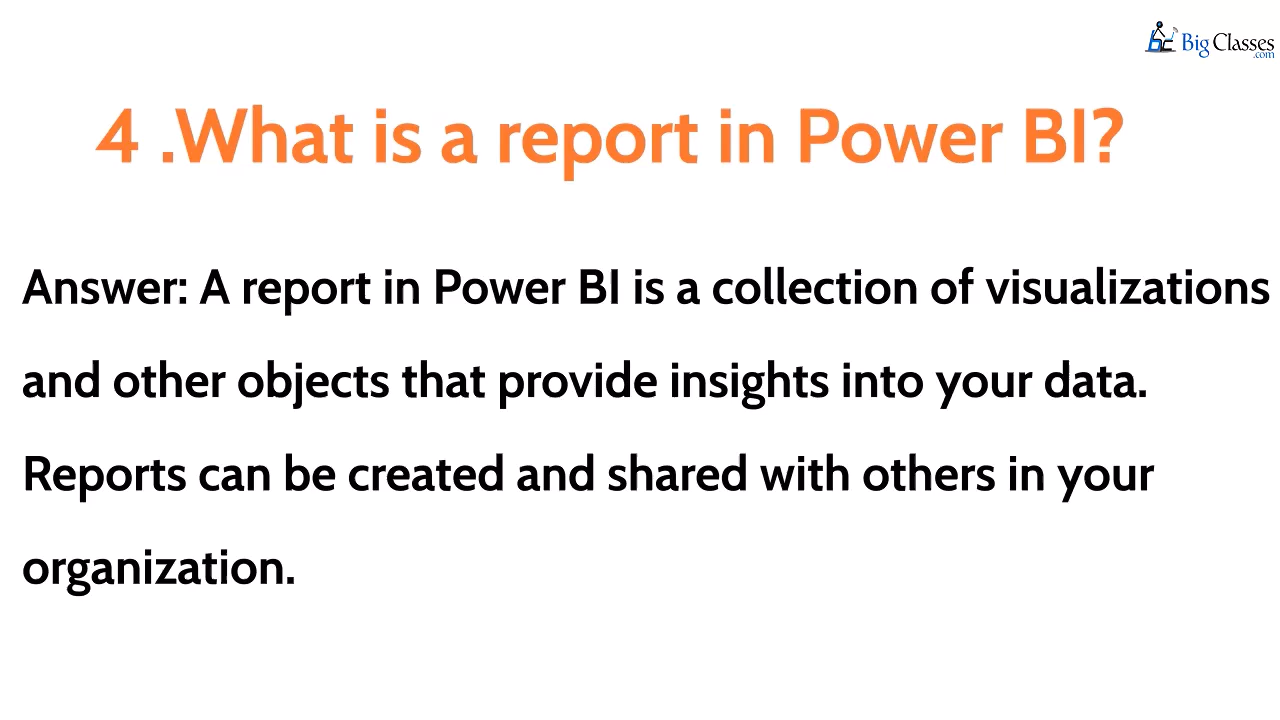 Big Classes
.com
4 .What is a report in Power BI?
Answer: A report in Power BI is a collection of visualizations
and other objects that provide insights into your data.
Reports can be created and shared with others in your
organization.